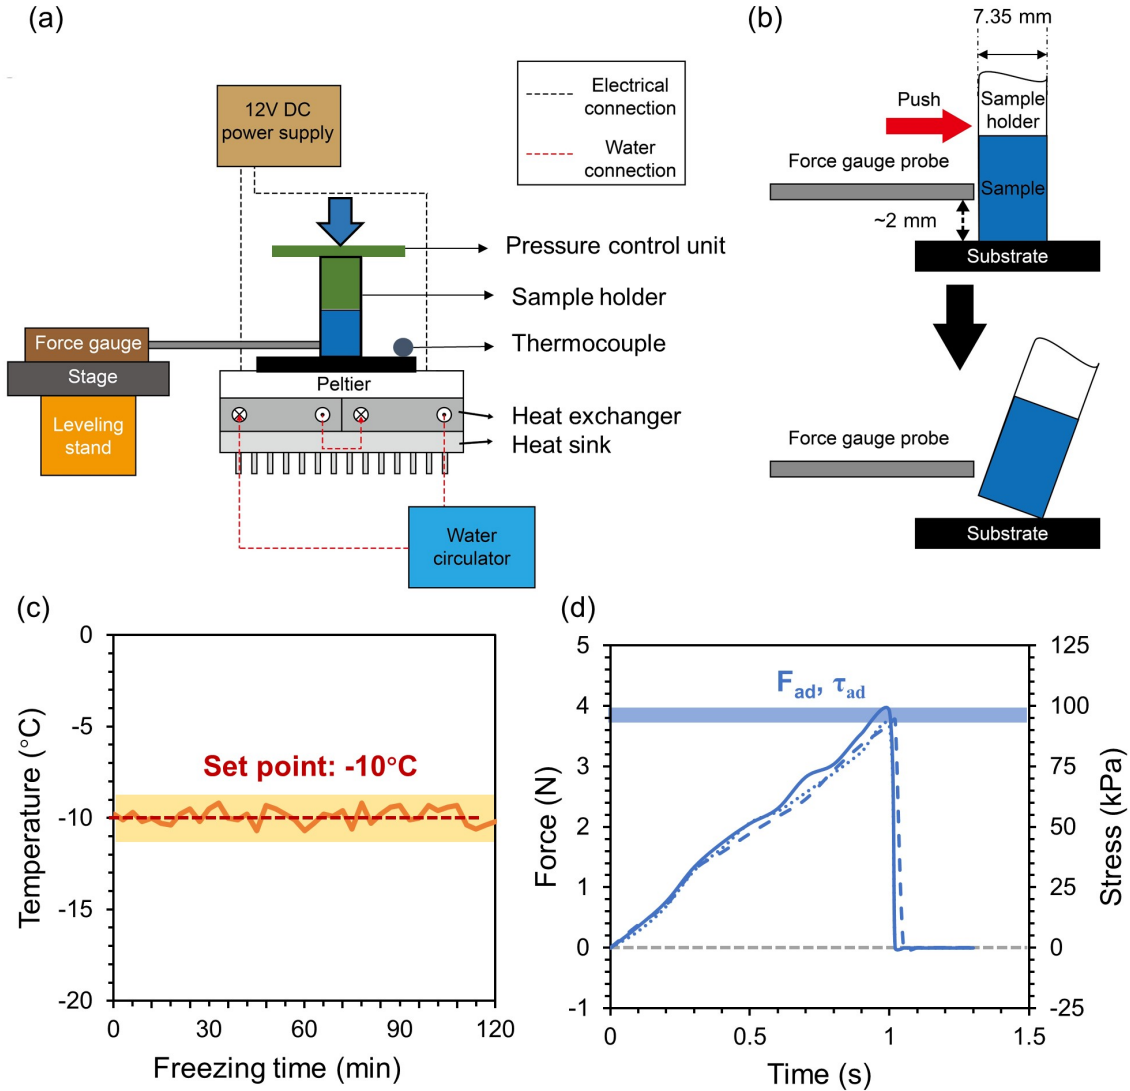 (a)
12V DC
power supply
Electrical
connection
Water
connection
Pressure control unit
Sample holder
Thermocouple
Force gauge
Stage
Leveling
stand
Peltier
Heat exchanger
Heat sink
Water
circulator
(b)
7.35 mm
Push
Sample
holder
Force gauge probe
Sample
~2 mm
Substrate
Force gauge probe
Substrate
(c)
Temperature (°C)
0
-5
-10
-15
-20
Set point: -10°C
0
30
60
90
120
Freezing time (min)
(d)
Force (N)
5
4
3
2
1
0
-1
F_ad, τ_ad
125
100
75
50
25
0
-25
Stress (kPa)
0
0.5
1
1.5
Time (s)